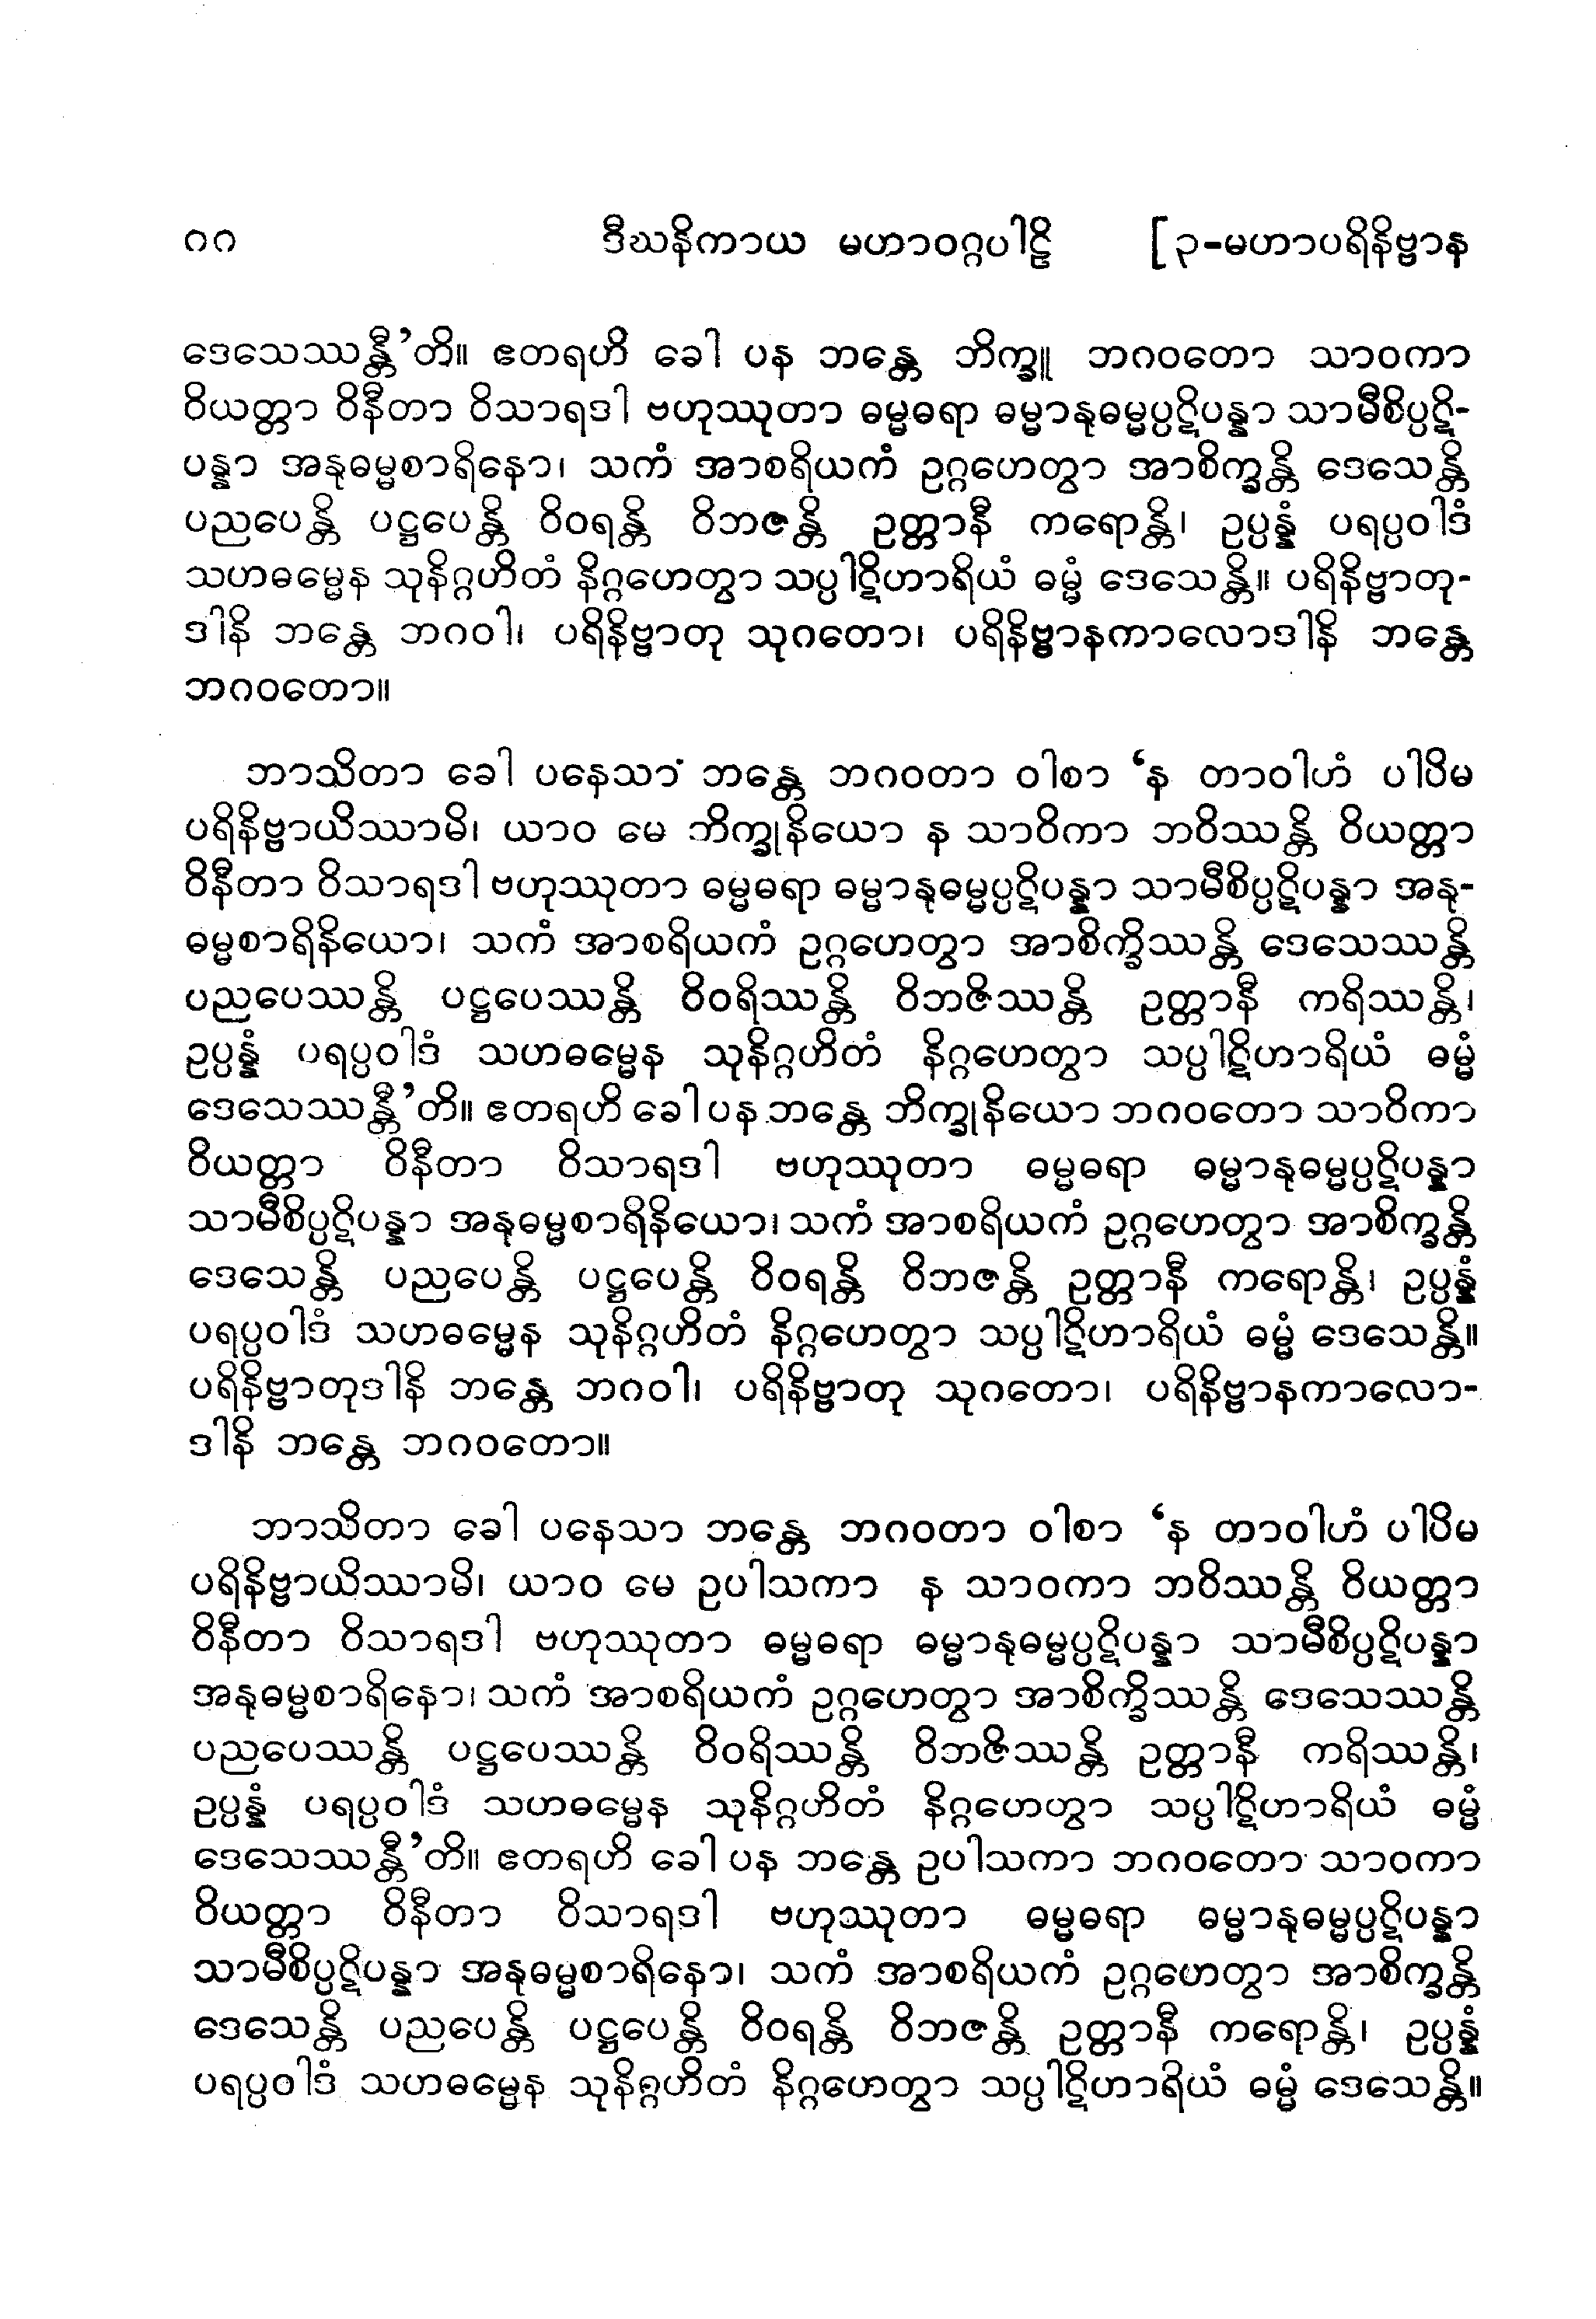 ၈၈ ဒီဃနိကာယ မဟာဝဂ္ဂပါဠိ [၃-မဟာပရိနိဗ္ဗာန
ဒေသေဿန္တီ’တိ။ ဧတရဟိ ခေါ ပန ဘန္တေ ဘိက္ခူ ဘဂဝတော သာဝကာ
ဝိယတ္တာ ဝိနီတာ ဝိသာရဒါ ဗဟုဿုတာ ဓမ္မဓရာ ဓမ္မာနုဓမ္မပ္ပဋိပန္နာ သာမီစိပ္ပဋိ-
ပန္နာ အနုဓမ္မစာရိနော၊ သကံ အာစရိယကံ ဥဂ္ဂဟေတွာ အာစိက္ခန္တိ ဒေသေန္တိ
ပညပေန္တိ ပဋ္ဌပေန္တိ ဝိဝရန္တိ ဝိဘဇန္တိ ဥတ္တာနီ ကရောန္တိ၊ ဥပ္ပန္နံ ပရပ္ပဝါဒံ
သဟဓမ္မေန သုနိဂ္ဂဟိတံ နိဂ္ဂဟေတွာ သပ္ပါဋိဟာရိယံ ဓမ္မံ ဒေသေန္တိ။ ပရိနိဗ္ဗာတု-
ဒါနိ ဘန္တေ ဘဂဝါ၊ ပရိနိဗ္ဗာတု သုဂတော၊ ပရိနိဗ္ဗာနကာလောဒါနိ ဘန္တေ
ဘဂဝတော။
ဘာသိတာ ခေါ ပနေသာ ဘန္တေ ဘဂဝတာ ဝါစာ ‘န တာဝါဟံ ပါပိမ
ပရိနိဗ္ဗာယိဿာမိ၊ ယာဝ မေ ဘိက္ခုနိယော န သာဝိကာ ဘဝိဿန္တိ ဝိယတ္တာ
ဝိနီတာ ဝိသာရဒါ ဗဟုဿုတာ ဓမ္မဓရာ ဓမ္မာနုဓမ္မပ္ပဋိပန္နာ သာမီစိပ္ပဋိပန္နာ အနု-
ဓမ္မစာရိနိယော၊ သကံ အာစရိယကံ ဥဂ္ဂဟေတွာ အာစိက္ခိဿန္တိ ဒေသေဿန္တိ
ပညပေဿန္တိ ပဋ္ဌပေဿန္တိ ဝိဝရိဿန္တိ ဝိဘဇိဿန္တိ ဥတ္တာနီ ကရိဿန္တိ၊
ဥပ္ပန္နံ ပရပ္ပဝါဒံ သဟဓမ္မေန သုနိဂ္ဂဟိတံ နိဂ္ဂဟေတွာ သပ္ပါဋိဟာရိယံ ဓမ္မံ
ဒေသေဿန္တီ’တိ။ ဧတရဟိ ခေါ ပန ဘန္တေ ဘိက္ခုနိယော ဘဂဝတော သာဝိကာ
ဝိယတ္တာ ဝိနီတာ ဝိသာရဒါ ဗဟုဿုတာ ဓမ္မဓရာ ဓမ္မာနုဓမ္မပ္ပဋိပန္နာ
သာမီစိပ္ပဋိပန္နာ အနုဓမ္မစာရိနိယော၊ သကံ အာစရိယကံ ဥဂ္ဂဟေတွာ အာစိက္ခန္တိ
ဒေသေန္တိ ပညပေန္တိ ပဋ္ဌပေန္တိ ဝိဝရန္တိ ဝိဘဇန္တိ ဥတ္တာနီ ကရောန္တိ၊ ဥပ္ပန္နံ
ပရပ္ပဝါဒံ သဟဓမ္မေန သုနိဂ္ဂဟိတံ နိဂ္ဂဟေတွာ သပ္ပါဋိဟာရိယံ ဓမ္မံ ဒေသေန္တိ။
ပရိနိဗ္ဗာတုဒါနိ ဘန္တေ ဘဂဝါ၊ ပရိနိဗ္ဗာတု သုဂတော၊ ပရိနိဗ္ဗာနကာလော-
ဒါနိ ဘန္တေ ဘဂဝတော။
ဘာသိတာ ခေါ ပနေသာ ဘန္တေ ဘဂဝတာ ဝါစာ ‘န တာဝါဟံ ပါပိမ
ပရိနိဗ္ဗာယိဿာမိ၊ ယာဝ မေ ဥပါသကာ န သာဝကာ ဘဝိဿန္တိ ဝိယတ္တာ
ဝိနီတာ ဝိသာရဒါ ဗဟုဿုတာ ဓမ္မဓရာ ဓမ္မာနုဓမ္မပ္ပဋိပန္နာ သာမီစိပ္ပဋိပန္နာ
အနုဓမ္မစာရိနော၊ သကံ အာစရိယကံ ဥဂ္ဂဟေတွာ အာစိက္ခိဿန္တိ ဒေသေဿန္တိ
ပညပေဿန္တိ ပဋ္ဌပေဿန္တိ ဝိဝရိဿန္တိ ဝိဘဇိဿန္တိ ဥတ္တာနီ ကရိဿန္တိ၊
ဥပ္ပန္နံ ပရပ္ပဝါဒံ သဟဓမ္မေန သုနိဂ္ဂဟိတံ နိဂ္ဂဟေတွာ သပ္ပါဋိဟာရိယံ ဓမ္မံ
ဒေသေဿန္တီ’တိ။ ဧတရဟိ ခေါ ပန ဘန္တေ ဥပါသကာ ဘဂဝတော သာဝကာ
ဝိယတ္တာ ဝိနီတာ ဝိသာရဒါ ဗဟုဿုတာ ဓမ္မဓရာ ဓမ္မာနုဓမ္မပ္ပဋိပန္နာ
သာမီစိပ္ပဋိပန္နာ အနုဓမ္မစာရိနော၊ သကံ အာစရိယကံ ဥဂ္ဂဟေတွာ အာစိက္ခန္တိ
ဒေသေန္တိ ပညပေန္တိ ပဋ္ဌပေန္တိ ဝိဝရန္တိ ဝိဘဇန္တိ ဥတ္တာနီ ကရောန္တိ၊ ဥပ္ပန္နံ
ပရပ္ပဝါဒံ သဟဓမ္မေန သုနိဂ္ဂဟိတံ နိဂ္ဂဟေတွာ သပ္ပါဋိဟာရိယံ ဓမ္မံ ဒေသေန္တိ။